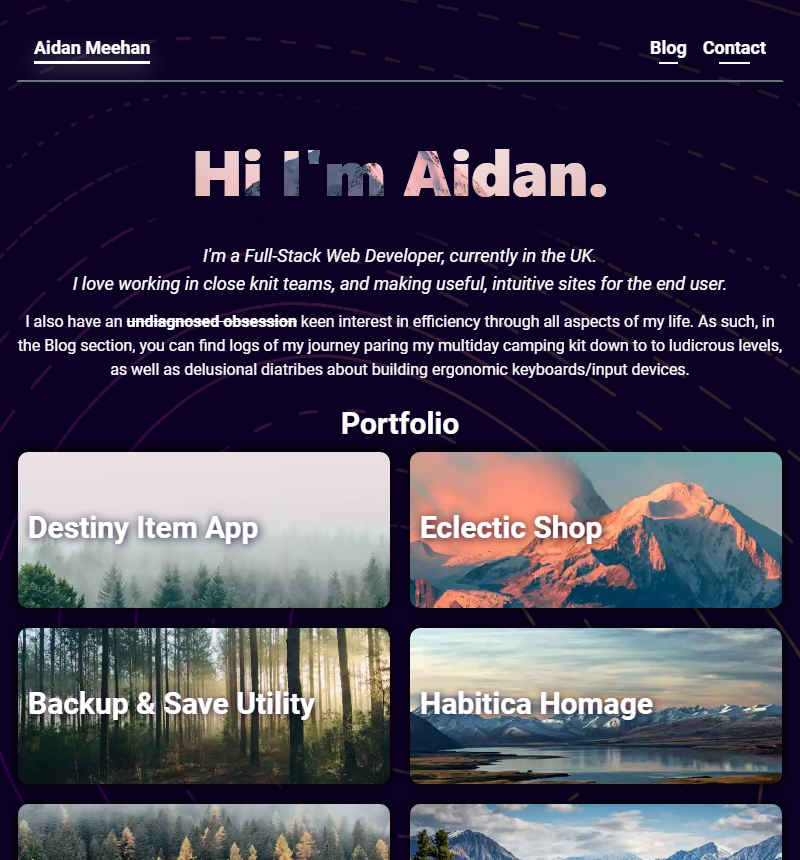 Aidan Meehan
Blog Contact
Hi I'm Aidan.
I'm a Full-Stack Web Developer, currently in the UK.
I love working in close knit teams, and making useful, intuitive sites for the end user.
I also have an undiagnosed obsession keen interest in efficiency through all aspects of my life. As such, in
the Blog section, you can find logs of my journey paring my multiday camping kit down to to ludicrous levels,
as well as delusional diatribes about building ergonomic keyboards/input devices.
Portfolio
Destiny Item App
Eclectic Shop
Backup & Save Utility
Habitica Homage